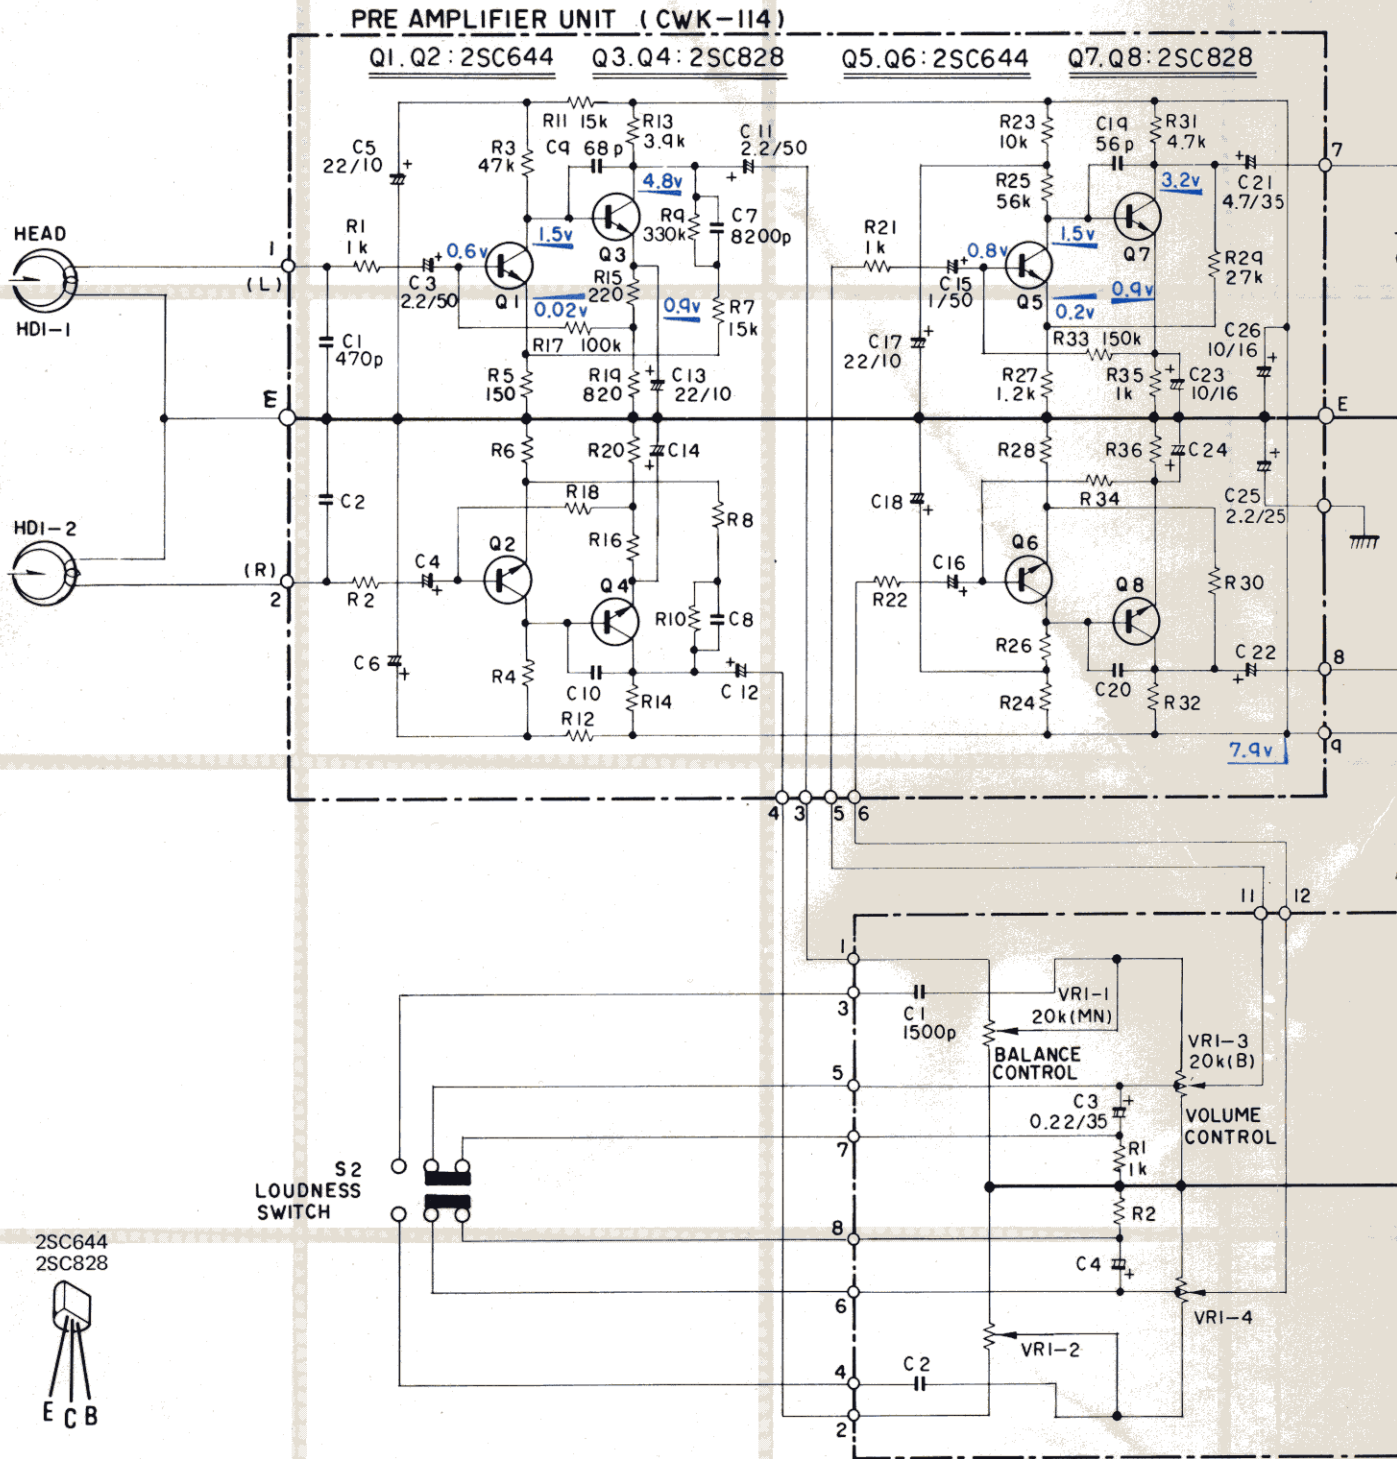 PRE AMPLIFIER UNIT (CWK-114)
Q1.Q2:2SC644
Q3.Q4:2SC828
Q5.Q6:2SC644
Q7.Q8:2SC828
R11 15k
R13
3.9k
C11
2.2/50
C5
22/10
R3
47k
C9 68p
4.8v
R9
330k
C7
8200p
R1
1k
0.6v
1.5v
Q3
C3
2.2/50
Q1
R15
220
0.02v
0.9v
R7
15k
R17 100k
C1
470p
R5
150
R19
820
C13
22/10
R23
10k
C19
56p
R31
4.7k
7
R25
56k
3.2v
C21
4.7/35
R21
1k
0.8v
1.5v
Q7
R29
27k
C15
1/50
Q5
0.9v
0.2v
R33 150k
C17
22/10
C26
10/16
R27
1.2k
R35
1k
C23
10/16
HEAD
HD1-1
1
(L)
E
E
R6
R20
C14
C2
R18
R8
R16
HD1-2
(R)
2
C4
Q2
Q4
R2
R10
C8
C6
R4
C10
C12
R14
R12
R28
R36
C24
R34
C18
C25
2.2/25
Q6
C16
Q8
R22
R30
R26
C22
8
C20
R24
R32
7.9v
9
4 3 5 6
11 12
1
3
C1
1500p
VR1-1
20k(MN)
BALANCE
CONTROL
VR1-3
20k(B)
5
C3
0.22/35
VOLUME
CONTROL
7
R1
1k
S2
LOUDNESS
SWITCH
R2
8
C4
6
VR1-4
VR1-2
4
C2
2
2SC644
2SC828
E C B